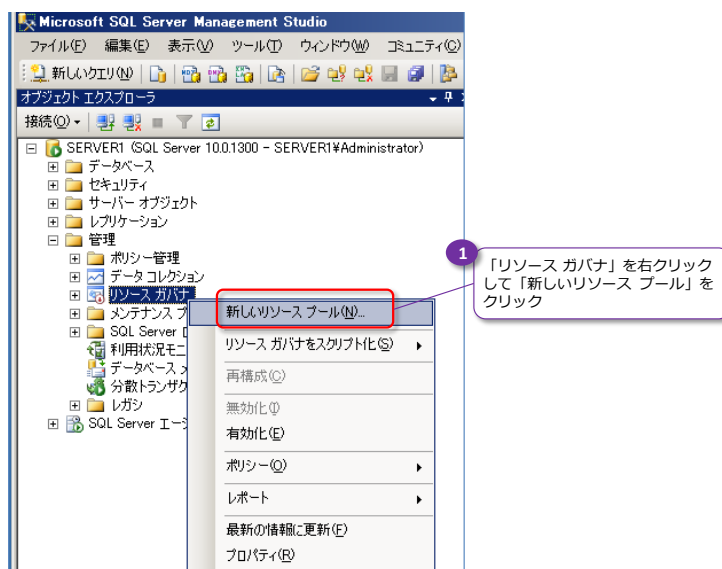 Microsoft SQL Server Management Studio
ファイル(F) 編集(E) 表示(V) ツール(T) ウィンドウ(W) コミュニティ(C)
新しいクエリ(N)
オブジェクト エクスプローラ
接続(O)
SERVER1 (SQL Server 10.0.1300 - SERVER1¥Administrator)
データベース
セキュリティ
サーバー オブジェクト
レプリケーション
管理
ポリシー管理
データ コレクション
リソース ガバナ
メンテナンス プ
SQL Server
利用状況モニ
データベース
分散トランザク
レガシ
SQL Server エージ
新しいリソース プール(N)...
リソース ガバナをスクリプト化(S)
再構成(C)
無効化(I)
有効化(E)
ポリシー(O)
レポート
最新の情報に更新(F)
プロパティ(R)
1
「リソース ガバナ」を右クリック
して「新しいリソース プール」を
クリック